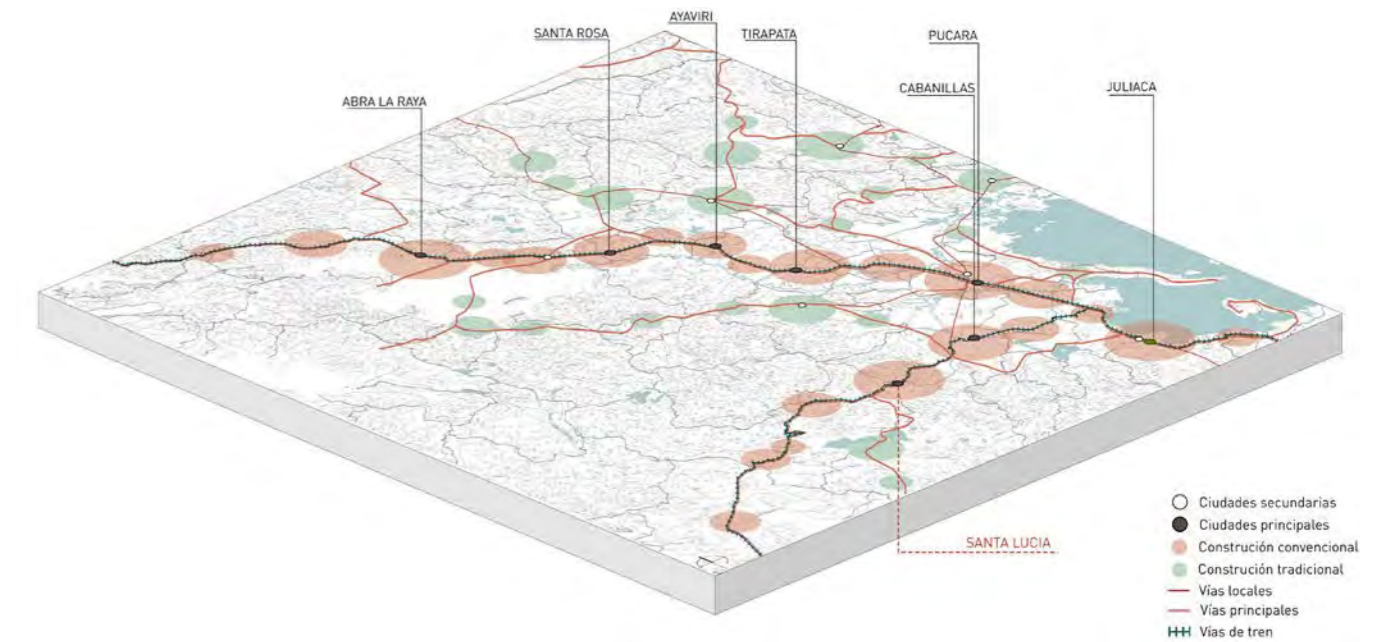 AYAVIRI
SANTA ROSA
TIRAPATA
PUCARA
CABANILLAS
JULIACA
ABRA LA RAYA
SANTA LUCIA
Ciudades secundarias
Ciudades principales
Construción convencional
Construción tradicional
Vías locales
Vías principales
Vías de tren